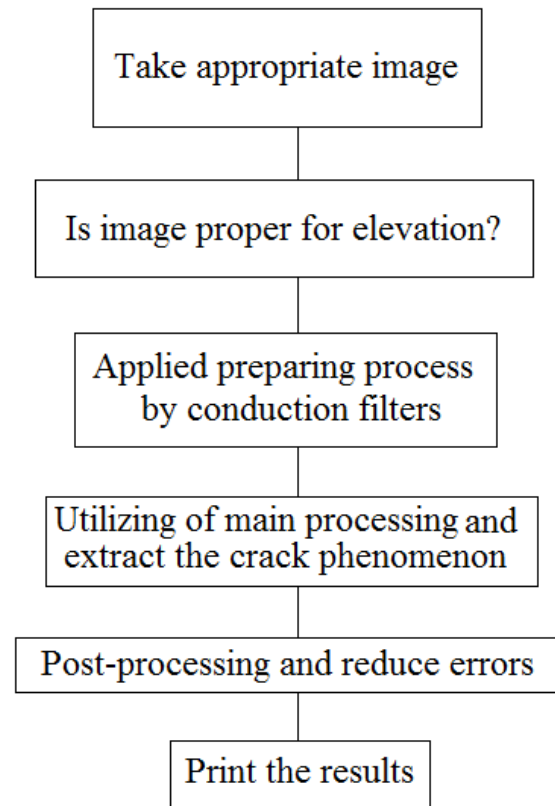 Take appropriate image
Is image proper for elevation?
Applied preparing process
by conduction filters
Utilizing of main processing and
extract the crack phenomenon
Post-processing and reduce errors
Print the results